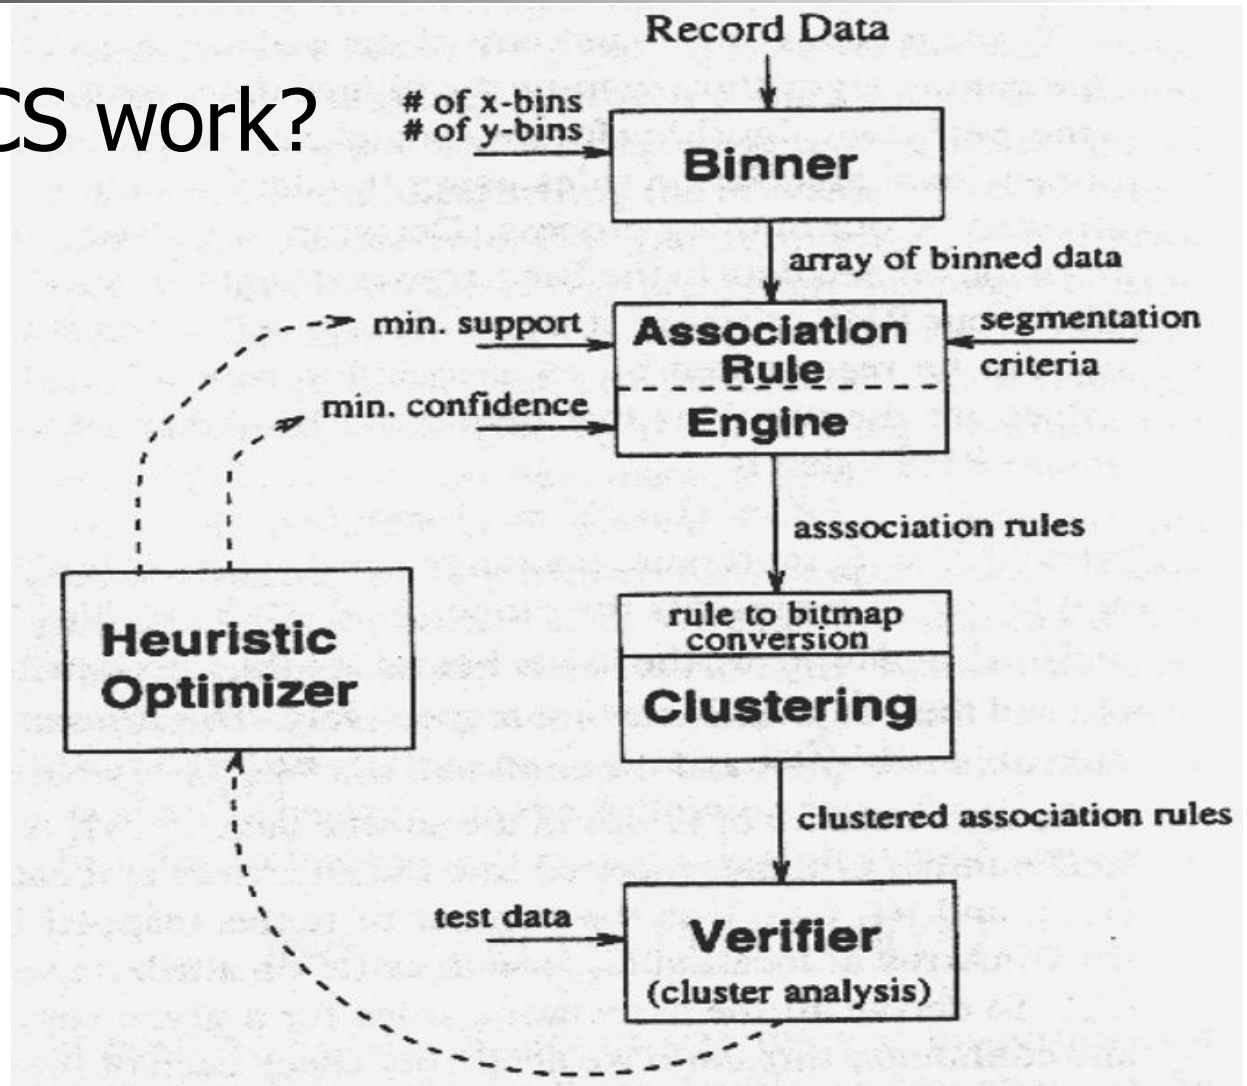 CS work?
Record Data
# of x-bins
# of y-bins
Binner
array of binned data
min. support
Association
Rule
Engine
segmentation
criteria
min. confidence
asssociation rules
rule to bitmap
conversion
Clustering
Heuristic
Optimizer
clustered association rules
test data
Verifier
(cluster analysis)